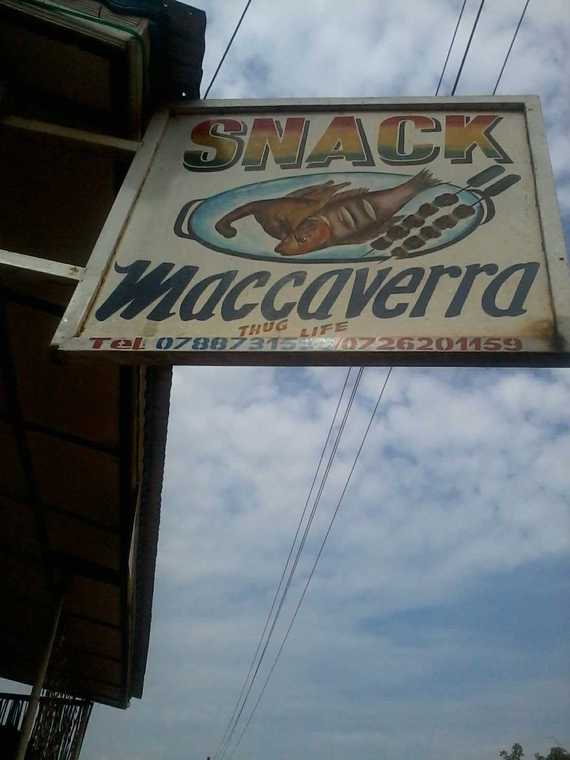 SNACK
Maccaverra
THUG LIFE
Tel /0726201159